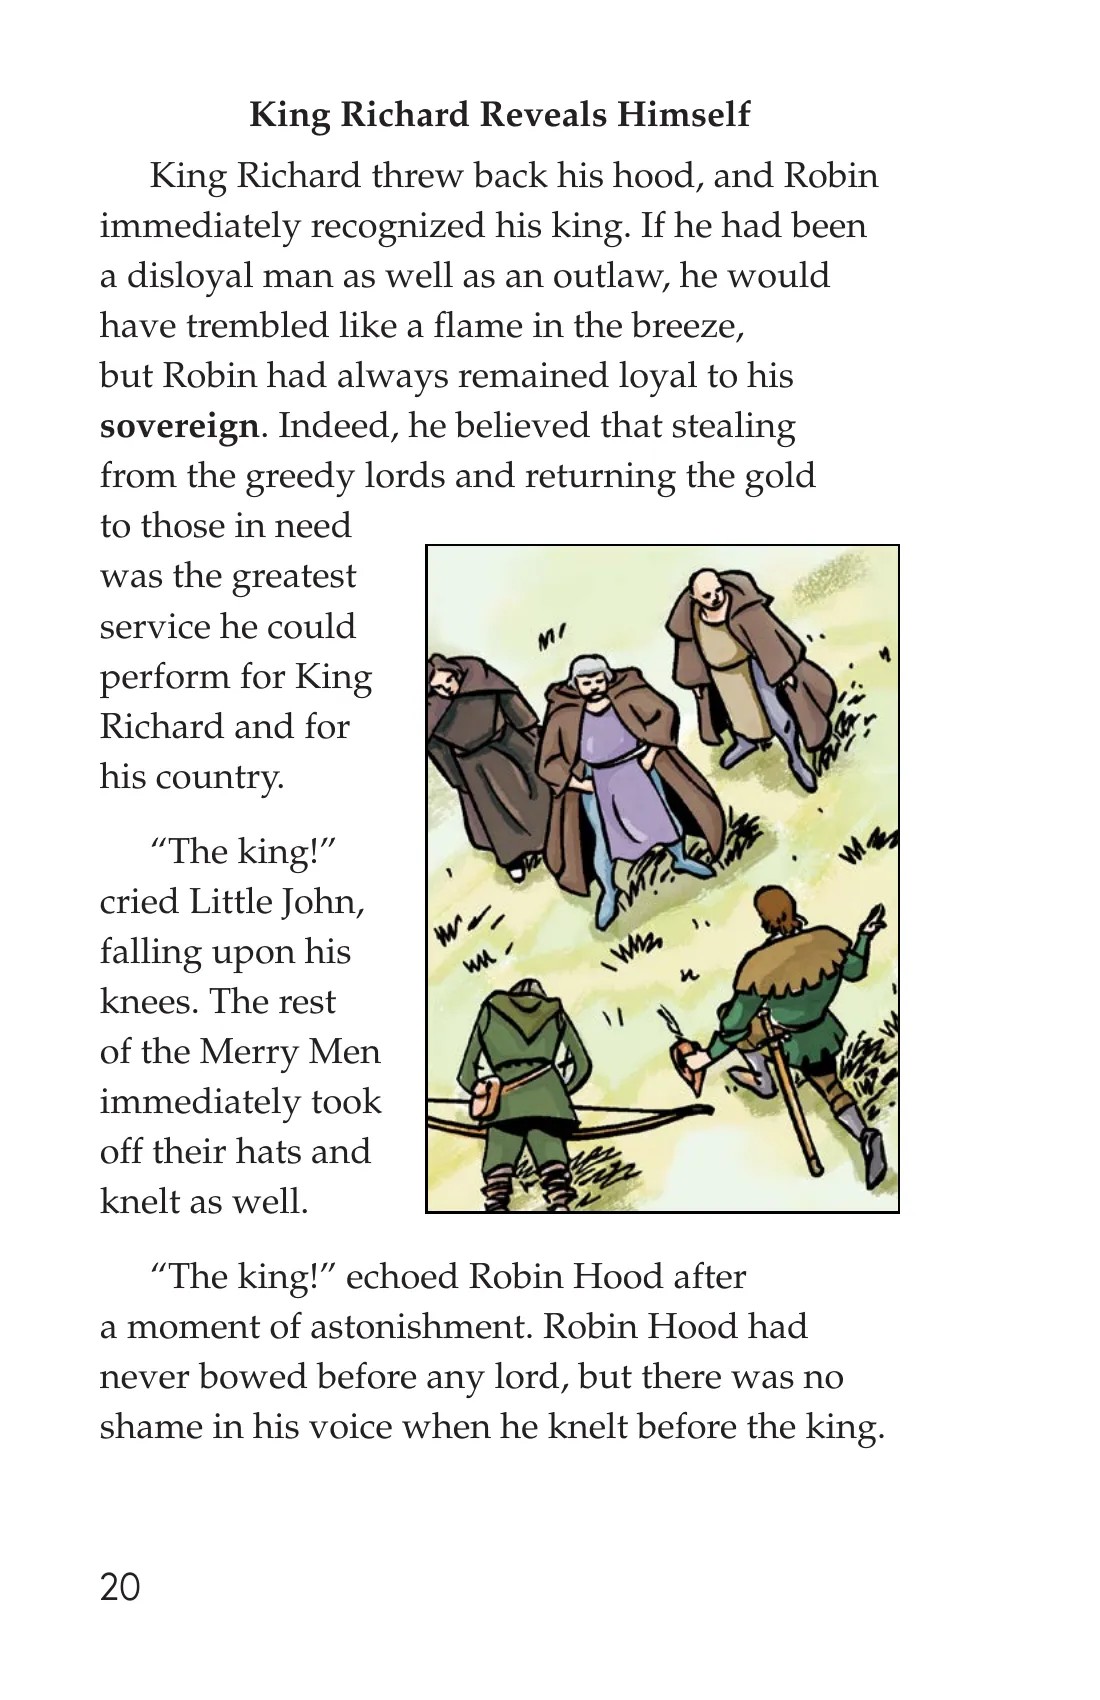 King Richard Reveals Himself
King Richard threw back his hood, and Robin
immediately recognized his king. If he had been
a disloyal man as well as an outlaw, he would
have trembled like a flame in the breeze,
but Robin had always remained loyal to his
sovereign. Indeed, he believed that stealing
from the greedy lords and returning the gold
to those in need
was the greatest
service he could
perform for King
Richard and for
his country.
“The king!”
cried Little John,
falling upon his
knees. The rest
of the Merry Men
immediately took
off their hats and
knelt as well.
“The king!” echoed Robin Hood after
a moment of astonishment. Robin Hood had
never bowed before any lord, but there was no
shame in his voice when he knelt before the king.
20